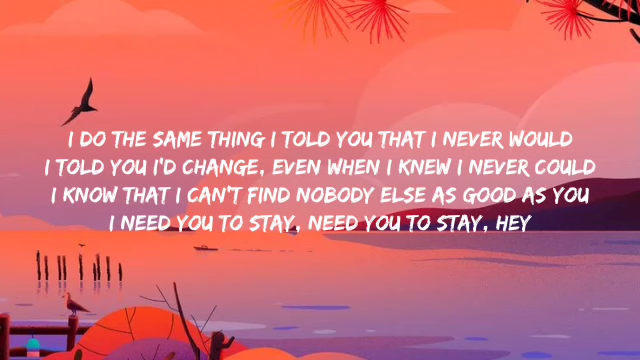 I DO THE SAME THING I TOLD YOU THAT I NEVER WOULD
I TOLD YOU I'D CHANGE, EVEN WHEN I KNEW I NEVER COULD
I KNOW THAT I CAN'T FIND NOBODY ELSE AS GOOD AS YOU
I NEED YOU TO STAY, NEED YOU TO STAY, HEY